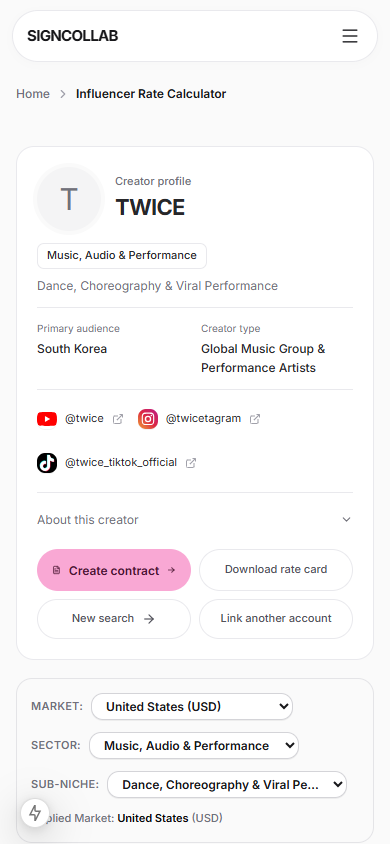 SIGNCOLLAB
Home > Influencer Rate Calculator
T
Creator profile
TWICE
Music, Audio & Performance
Dance, Choreography & Viral Performance
Primary audience
South Korea
Creator type
Global Music Group &
Performance Artists
@twice
@twicetagram
@twice_tiktok_official
About this creator
Create contract
Download rate card
New search
Link another account
MARKET: United States (USD)
SECTOR: Music, Audio & Performance
SUB-NICHE: Dance, Choreography & Viral Pe...
Market: United States (USD)